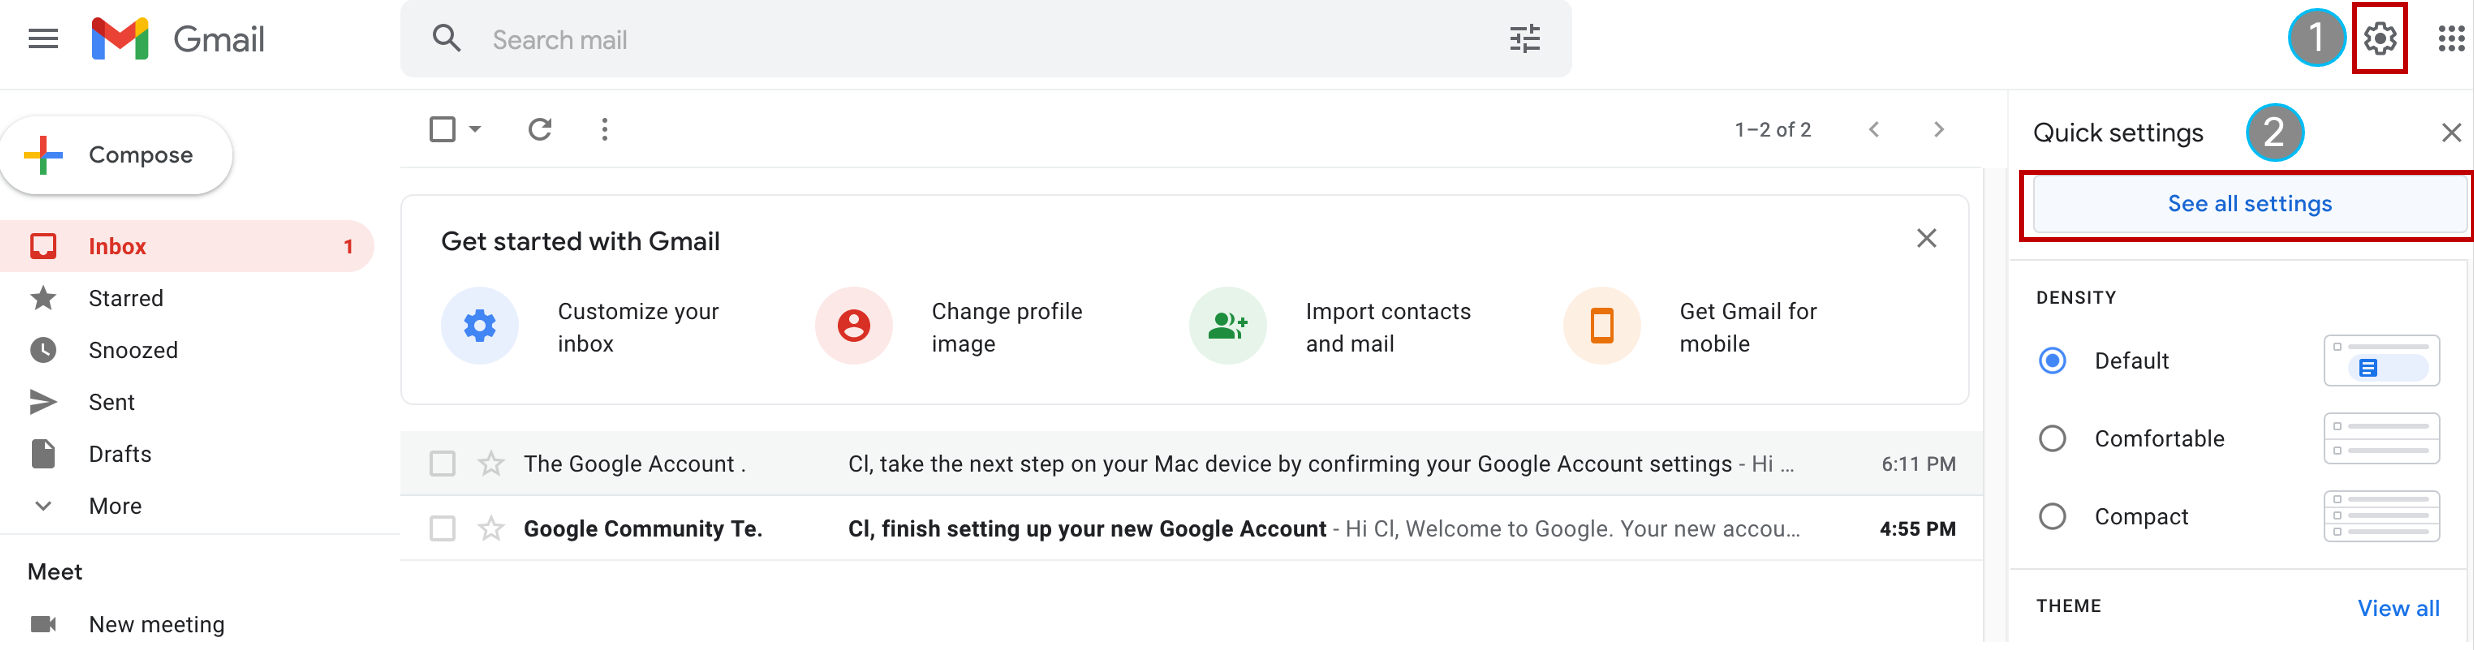 Gmail
Search mail
1
Compose
1–2 of 2
Quick settings
2
See all settings
Inbox
1
Starred
Snoozed
Sent
Drafts
More
Meet
New meeting
Get started with Gmail
Customize your
inbox
Change profile
image
Import contacts
and mail
Get Gmail for
mobile
The Google Account .
Cl, take the next step on your Mac device by confirming your Google Account settings - Hi ...
6:11 PM
Google Community Te.
Cl, finish setting up your new Google Account - Hi Cl, Welcome to Google. Your new accou...
4:55 PM
DENSITY
Default
Comfortable
Compact
THEME
View all